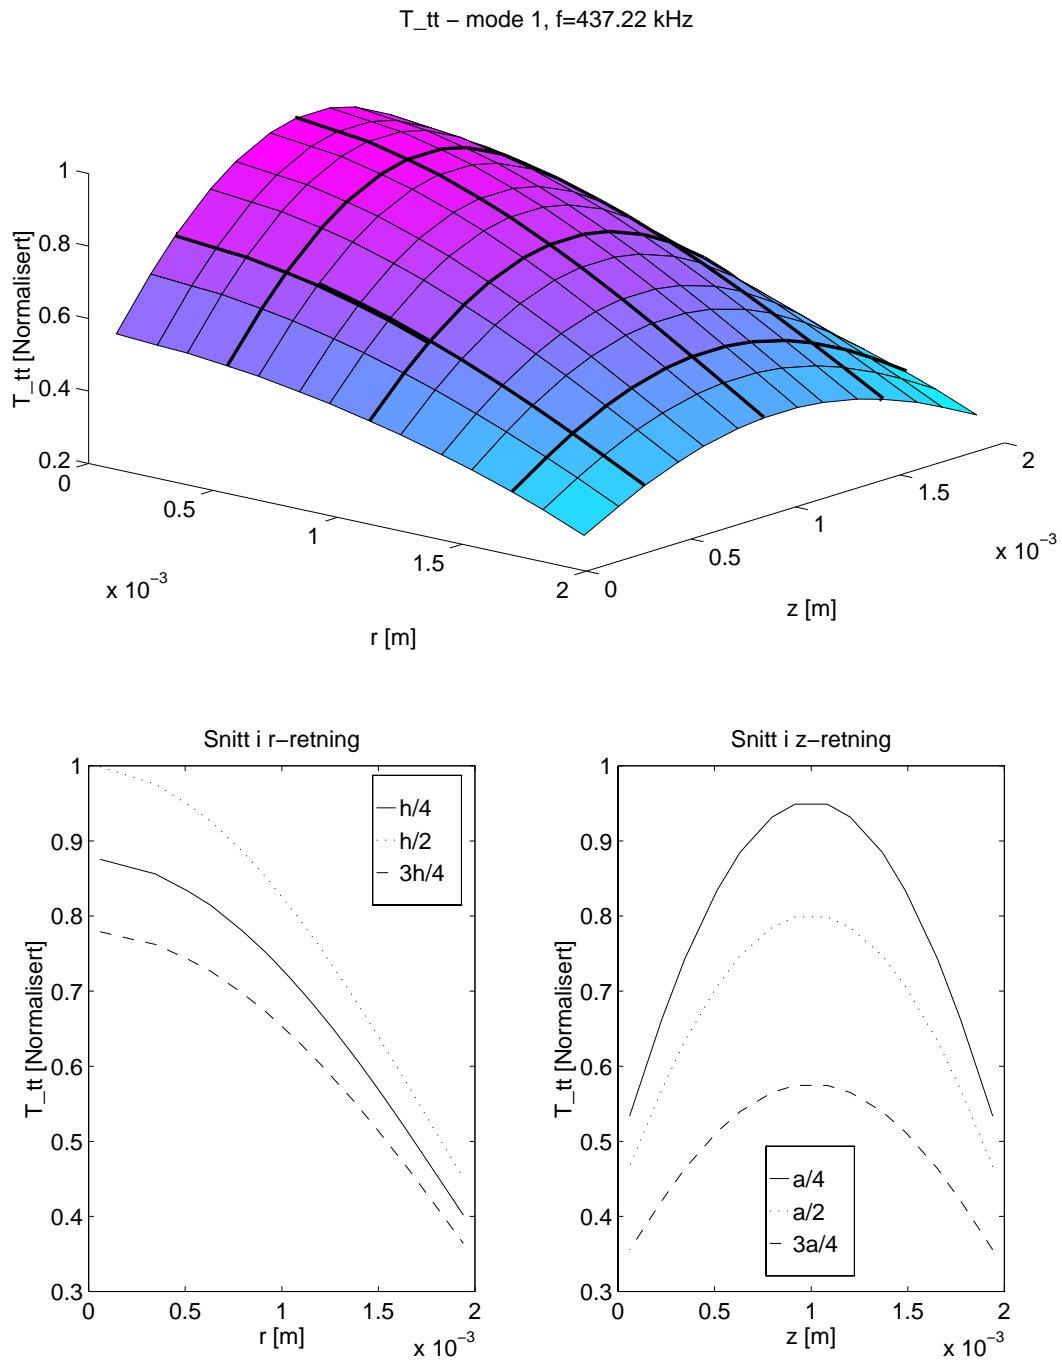 T_tt − mode 1, f=437.22 kHz
1
0.8
0.6
0.4
0.2
T_tt [Normalisert]
0
0.5
1
1.5
2
x 10−3
r [m]
0
0.5
1
1.5
2
x 10−3
z [m]
Snitt i r−retning
1
0.9
0.8
0.7
0.6
0.5
0.4
0.3
T_tt [Normalisert]
h/4
h/2
3h/4
0 0.5 1 1.5 2
r [m]
x 10−3
Snitt i z−retning
1
0.9
0.8
0.7
0.6
0.5
0.4
0.3
T_tt [Normalisert]
a/4
a/2
3a/4
0 0.5 1 1.5 2
z [m]
x 10−3